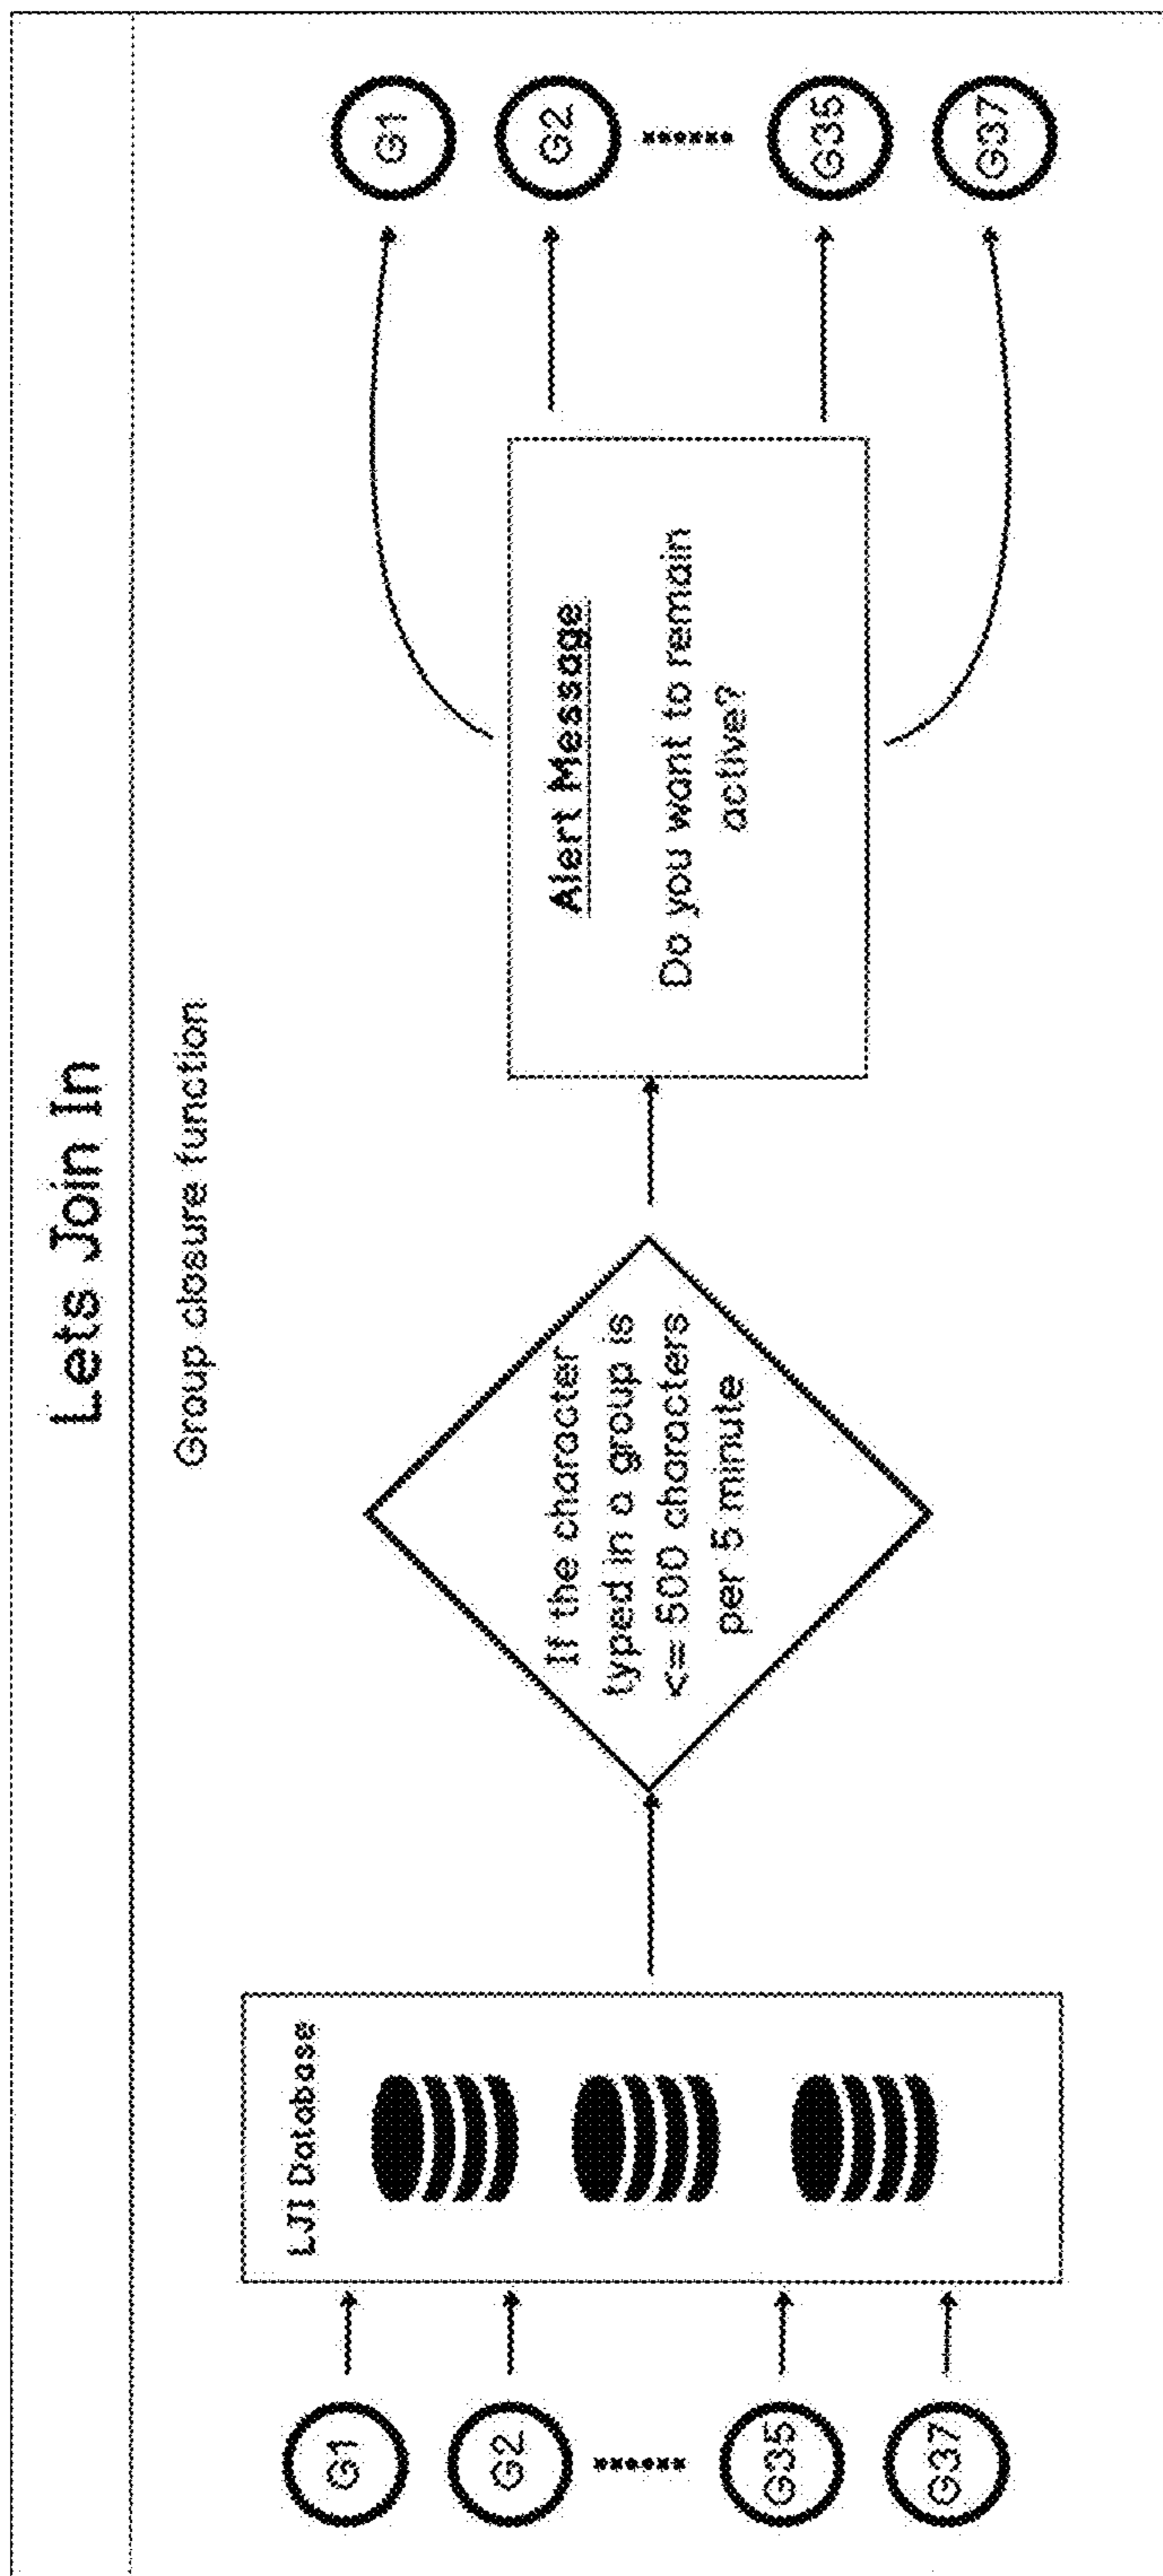 Lets Join In
Group closure function
G1
G2
G35
G37
LJI Database
If the character
typed in a group is
<= 500 characters
per 5 minute
Alert Message
Do you want to remain
active?
G1
G2
G35
G37